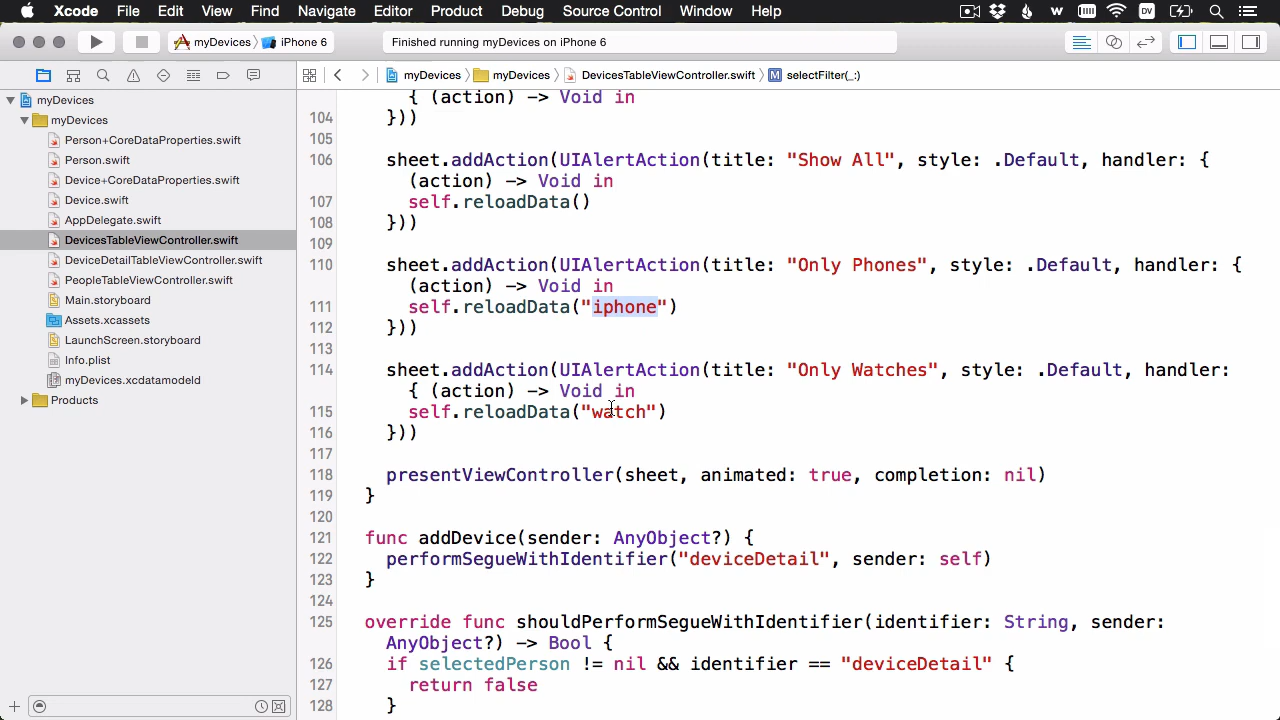 Xcode File Edit View Find Navigate Editor Product Debug Source Control Window Help
myDevices iPhone 6 Finished running myDevices on iPhone 6
myDevices myDevices DevicesTableViewController.swift M selectFilter(_:)
myDevices
myDevices
Person+CoreDataProperties.swift
Person.swift
Device+CoreDataProperties.swift
Device.swift
AppDelegate.swift
DevicesTableViewController.swift
DeviceDetailTableViewController.swift
PeopleTableViewController.swift
Main.storyboard
Assets.xcassets
LaunchScreen.storyboard
Info.plist
myDevices.xcdatamodeld
Products
{ (action) -> Void in
104 }))
105
106 sheet.addAction(UIAlertAction(title: "Show All", style: .Default, handler: {
(action) -> Void in
107 self.reloadData()
108 }))
109
110 sheet.addAction(UIAlertAction(title: "Only Phones", style: .Default, handler: {
(action) -> Void in
111 self.reloadData("iphone")
112 }))
113
114 sheet.addAction(UIAlertAction(title: "Only Watches", style: .Default, handler:
{ (action) -> Void in
115 self.reloadData("watch")
116 }))
117
118 presentViewController(sheet, animated: true, completion: nil)
119 }
120
121 func addDevice(sender: AnyObject?) {
122 performSegueWithIdentifier("deviceDetail", sender: self)
123 }
124
125 override func shouldPerformSegueWithIdentifier(identifier: String, sender:
AnyObject?) -> Bool {
126 if selectedPerson != nil && identifier == "deviceDetail" {
127 return false
128 }